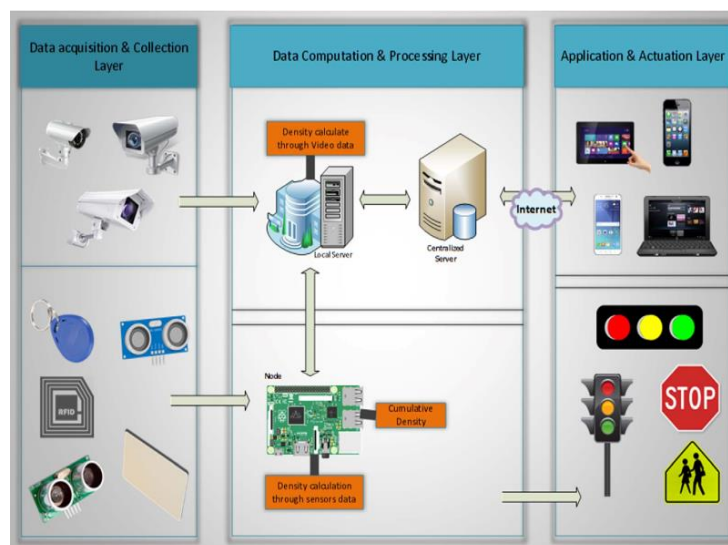 Data acquisition & Collection
Layer
Data Computation & Processing Layer
Application & Actuation Layer
Density calculate
through Video data
Local Server
Centralized
Server
Internet
Node
RFID
Cumulative
Density
Density calculation
through sensors data
STOP